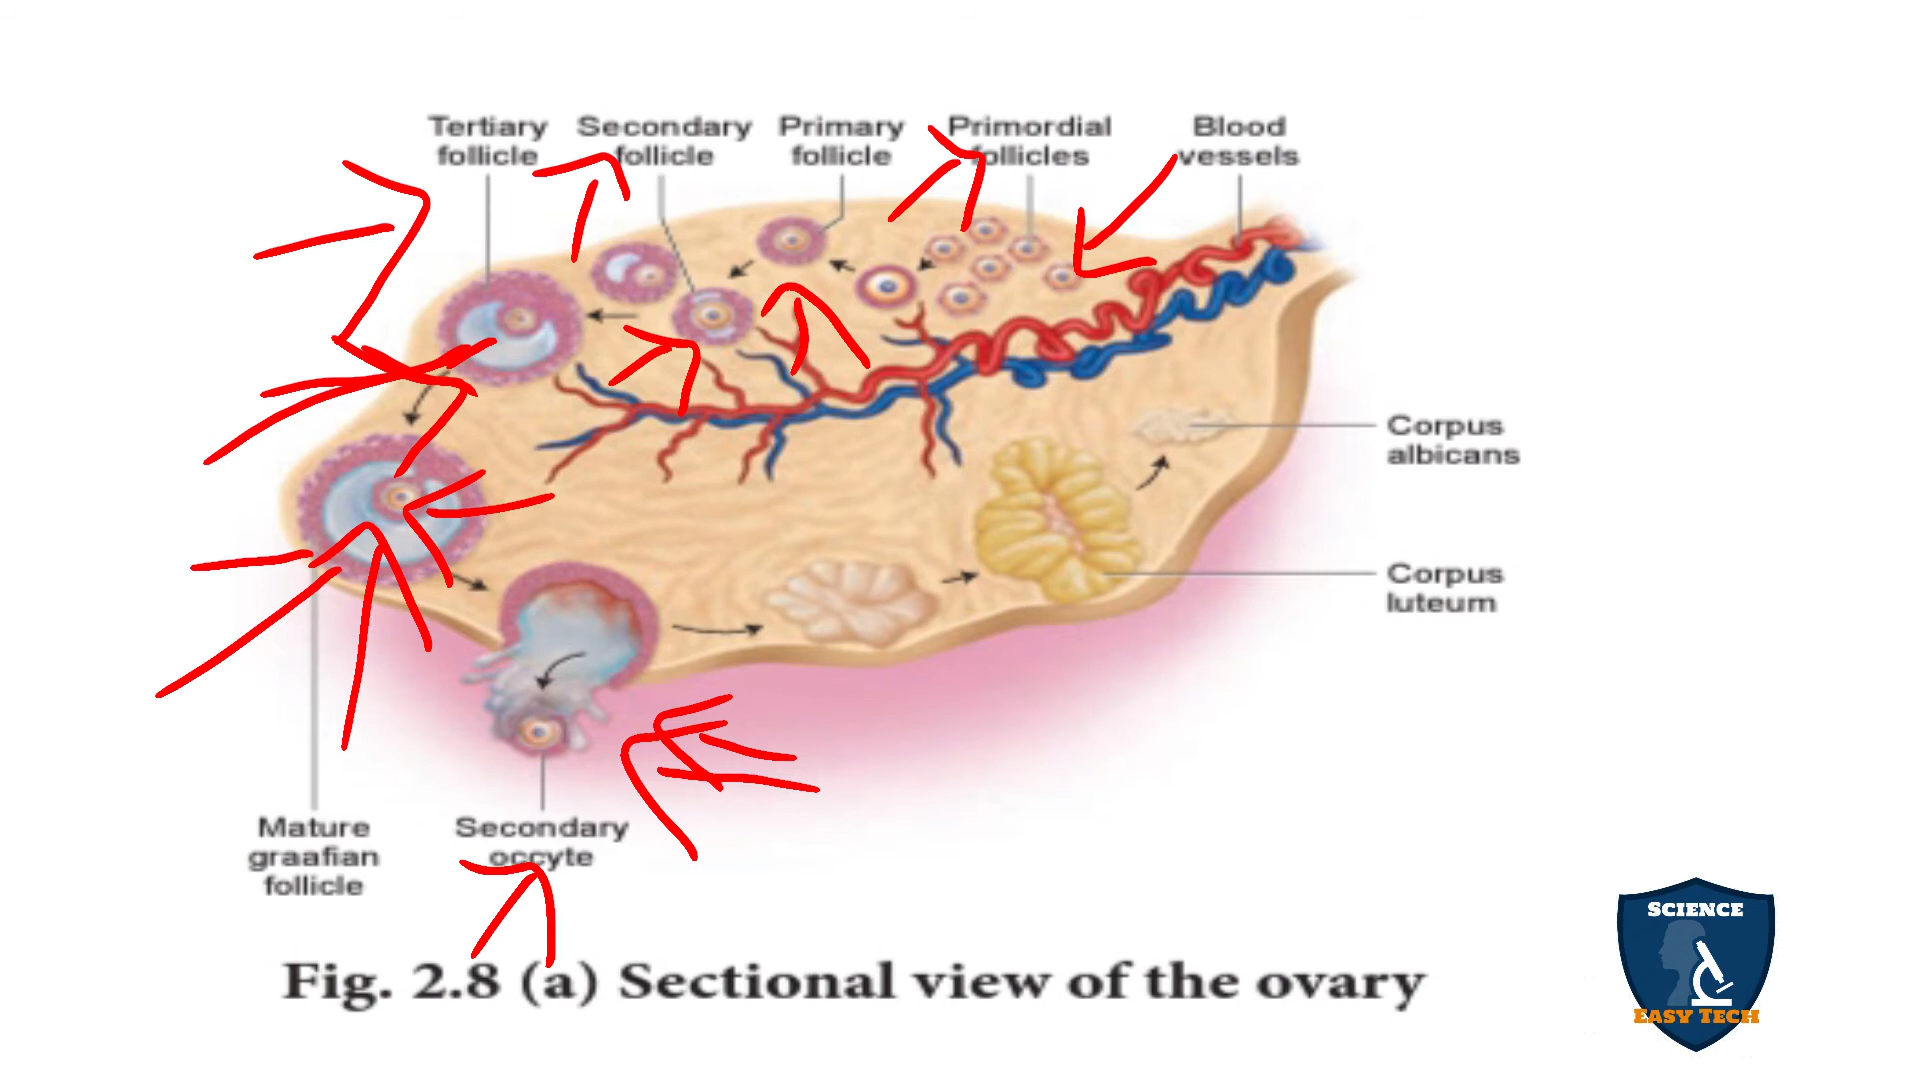 Tertiary
follicle
Secondary
follicle
Primary
follicle
Primordial
follicles
Blood
vessels
Corpus
albicans
Corpus
luteum
Mature
graafian
follicle
Secondary
occyte
Fig. 2.8 (a) Sectional view of the ovary
SCIENCE
EASY TECH